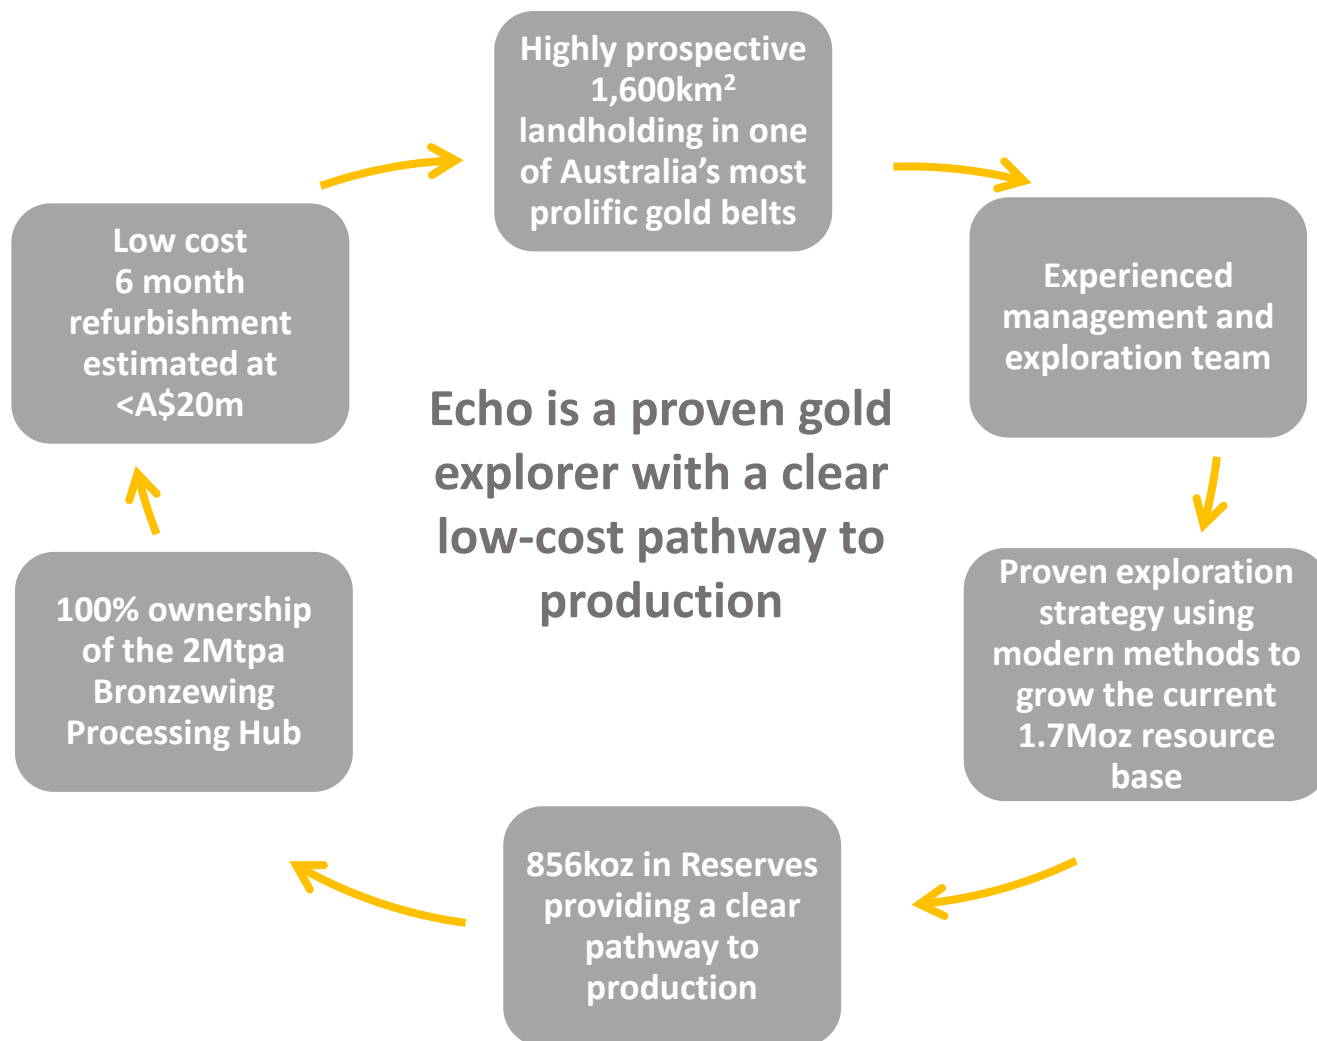 Highly prospective
1,600km²
landholding in one
of Australia’s most
prolific gold belts
Experienced
management and
exploration team
Proven exploration
strategy using
modern methods to
grow the current
1.7Moz resource
base
856koz in Reserves
providing a clear
pathway to
production
100% ownership
of the 2Mtpa
Bronzewing
Processing Hub
Low cost
6 month
refurbishment
estimated at
<A$20m
Echo is a proven gold
explorer with a clear
low-cost pathway to
production